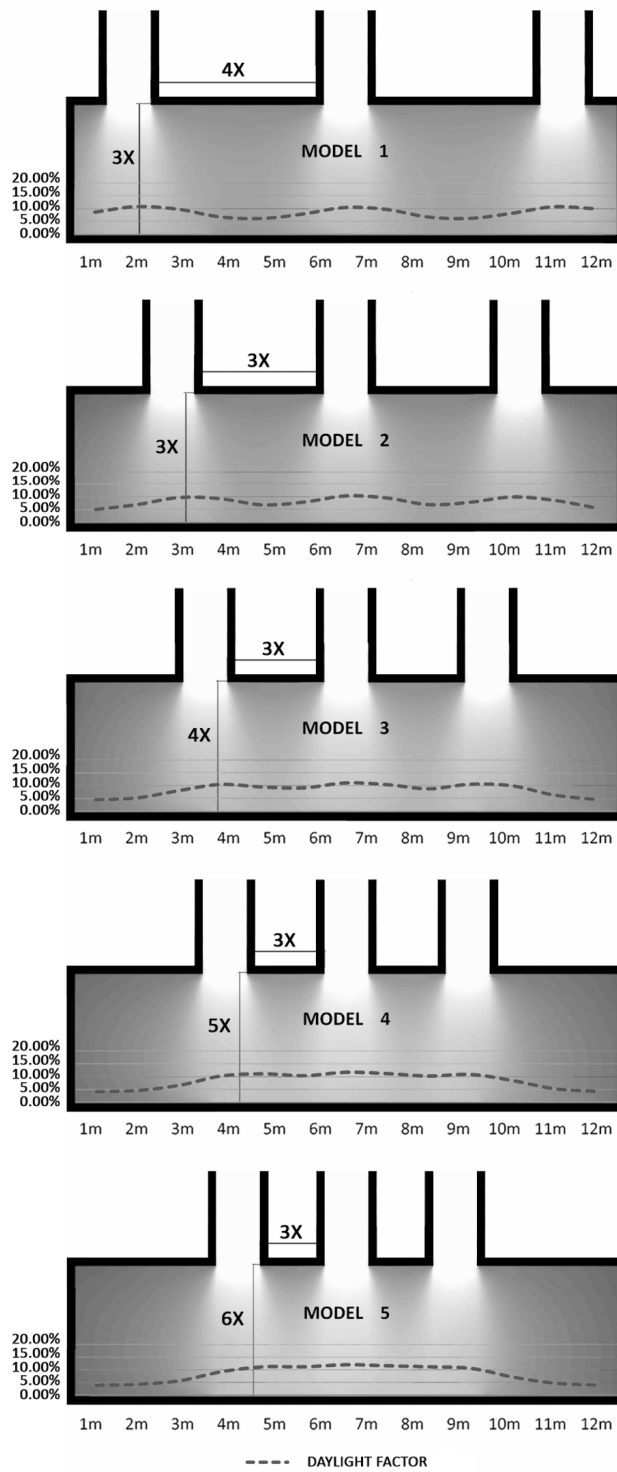 4X
3X
MODEL 1
20.00%
15.00%
10.00%
5.00%
0.00%
1m 2m 3m 4m 5m 6m 7m 8m 9m 10m 11m 12m
3X
3X
MODEL 2
20.00%
15.00%
10.00%
5.00%
0.00%
1m 2m 3m 4m 5m 6m 7m 8m 9m 10m 11m 12m
3X
4X
MODEL 3
20.00%
15.00%
10.00%
5.00%
0.00%
1m 2m 3m 4m 5m 6m 7m 8m 9m 10m 11m 12m
3X
5X
MODEL 4
20.00%
15.00%
10.00%
5.00%
0.00%
1m 2m 3m 4m 5m 6m 7m 8m 9m 10m 11m 12m
3X
6X
MODEL 5
20.00%
15.00%
10.00%
5.00%
0.00%
1m 2m 3m 4m 5m 6m 7m 8m 9m 10m 11m 12m
DAYLIGHT FACTOR